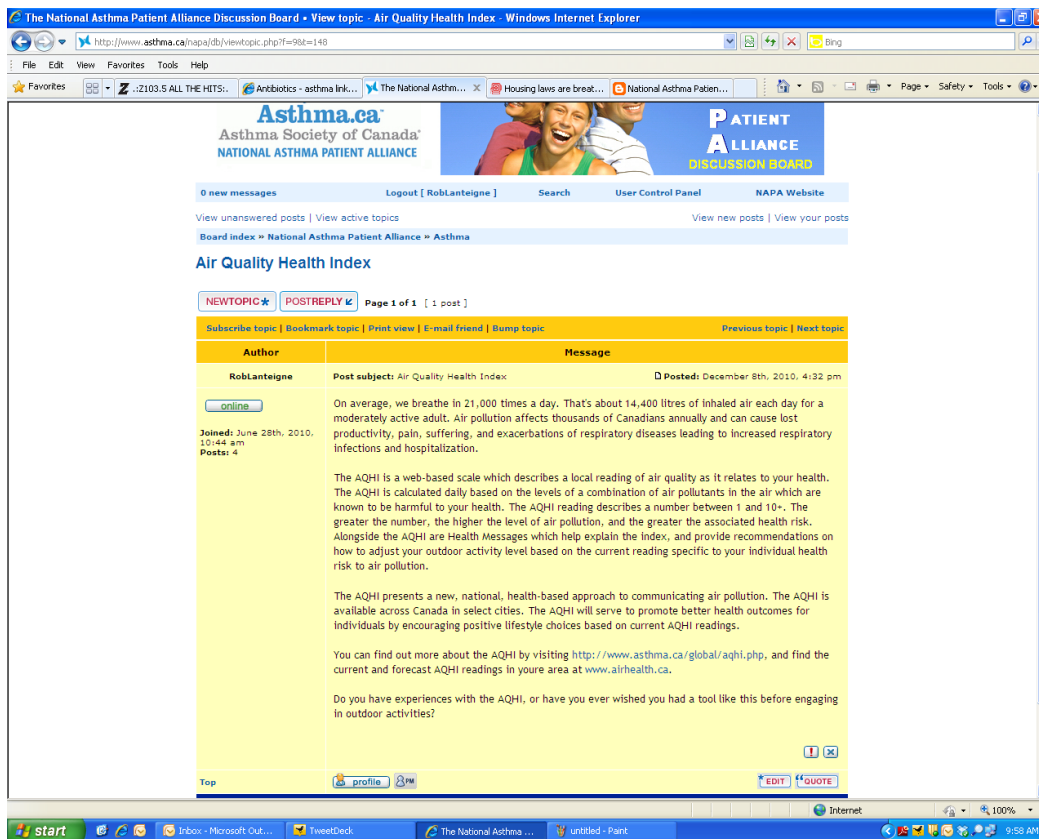 The National Asthma Patient Alliance Discussion Board • View topic - Air Quality Health Index - Windows Internet Explorer
http://www.asthma.ca/napa/db/viewtopic.php?f=9&t=148
Bing
File Edit View Favorites Tools Help
Favorites
.:Z103.5 ALL THE HITS:.
Antibiotics - asthma link...
The National Asthm...
Housing laws are breat...
National Asthma Patien...
Page Safety Tools
Asthma.ca
Asthma Society of Canada
NATIONAL ASTHMA PATIENT ALLIANCE
PATIENT
ALLIANCE
DISCUSSION BOARD
0 new messages Logout [ RobLanteigne ] Search User Control Panel NAPA Website
View unanswered posts | View active topics View new posts | View your posts
Board index » National Asthma Patient Alliance » Asthma
Air Quality Health Index
NEWTOPIC POSTREPLY Page 1 of 1 [ 1 post ]
Subscribe topic | Bookmark topic | Print view | E-mail friend | Bump topic Previous topic | Next topic
Author Message
RobLanteigne Post subject: Air Quality Health Index Posted: December 8th, 2010, 4:32 pm
online
Joined: June 28th, 2010,
10:44 am
Posts: 4
On average, we breathe in 21,000 times a day. That's about 14,400 litres of inhaled air each day for a
moderately active adult. Air pollution affects thousands of Canadians annually and can cause lost
productivity, pain, suffering, and exacerbations of respiratory diseases leading to increased respiratory
infections and hospitalization.
The AQHI is a web-based scale which describes a local reading of air quality as it relates to your health.
The AQHI is calculated daily based on the levels of a combination of air pollutants in the air which are
known to be harmful to your health. The AQHI reading describes a number between 1 and 10+. The
greater the number, the higher the level of air pollution, and the greater the associated health risk.
Alongside the AQHI are Health Messages which help explain the index, and provide recommendations on
how to adjust your outdoor activity level based on the current reading specific to your individual health
risk to air pollution.
The AQHI presents a new, national, health-based approach to communicating air pollution. The AQHI is
available across Canada in select cities. The AQHI will serve to promote better health outcomes for
individuals by encouraging positive lifestyle choices based on current AQHI readings.
You can find out more about the AQHI by visiting http://www.asthma.ca/global/aqhi.php, and find the
current and forecast AQHI readings in youre area at www.airhealth.ca.
Do you have experiences with the AQHI, or have you ever wished you had a tool like this before engaging
in outdoor activities?
Top profile PM EDIT QUOTE
Internet 100%
start
Inbox - Microsoft Out...
TweetDeck
The National Asthma ...
untitled - Paint
9:58 AM